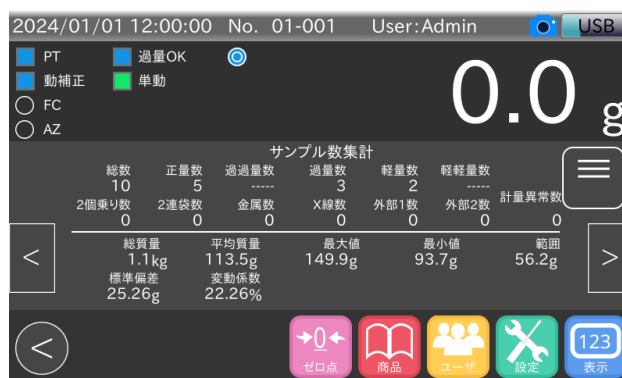 2024/01/01 12:00:00 No. 01-001 User:Admin USB
PT 過量OK
動補正 単動
FC
AZ
0.0 g
サンプル数集計
総数 正量数 過過量数 過量数 軽量数 軽軽量数
10 5 ----- 3 2 -----
2個乗り数 2連袋数 金属数 X線数 外部1数 外部2数 計量異常数
0 0 0 0 0 0 0
総質量 平均質量 最大値 最小値 範囲
1.1kg 113.5g 149.9g 93.7g 56.2g
標準偏差 変動係数
25.26g 22.26%
< >
<
0 123
ゼロ点 商品 ユーザ 設定 表示